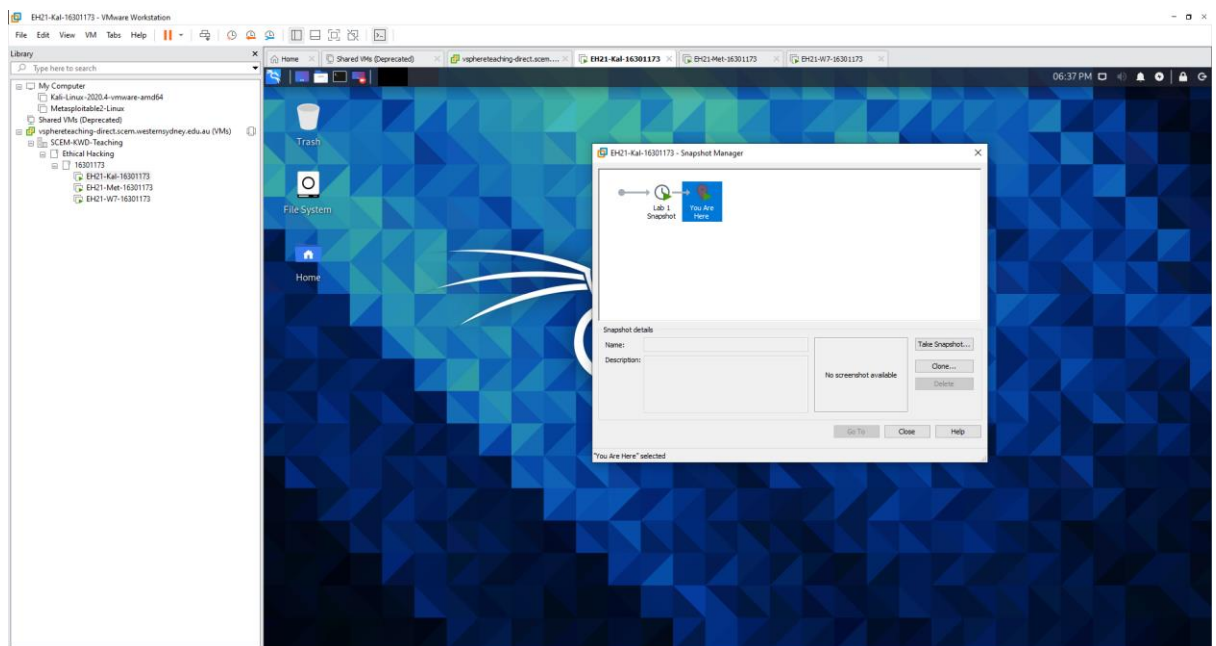 EH21-Kal-16301173 - VMware Workstation
File Edit View VM Tabs Help
Library
Type here to search
My Computer
Kali-Linux-2020.4-vmware-amd64
Metasploitable2-Linux
Shared VMs (Deprecated)
vsphereteaching-direct.scem.westernsydney.edu.au (VMs)
SCEM-KWD-Teaching
Ethical Hacking
16301173
EH21-Kal-16301173
EH21-Met-16301173
EH21-W7-16301173
Home Shared VMs (Deprecated) vsphereteaching-direct.scem.... EH21-Kal-16301173 EH21-Met-16301173 EH21-W7-16301173
06:37 PM
Trash
File System
Home
EH21-Kal-16301173 - Snapshot Manager
Lab 1
Snapshot
You Are
Here
Snapshot details
Name:
Description:
No screenshot available
Take Snapshot...
Clone...
Delete
Go To Close Help
"You Are Here" selected